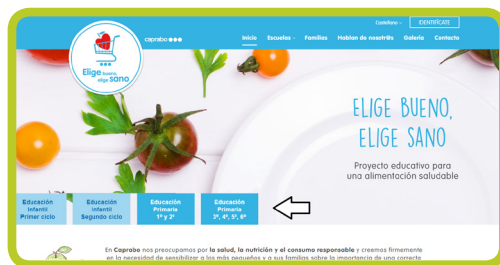 Castellano
IDENTIFÍCATE
caprabo
Inicio Escuelas Familias Hablan de nosotr@s Galería Contacto
Elige bueno,
elige sano
ELIGE BUENO,
ELIGE SANO
Proyecto educativo para
una alimentación saludable
Educación
Infantil
Primer ciclo
Educación
Infantil
Segundo ciclo
Educación
Primaria
1º y 2º
Educación
Primaria
3º, 4º, 5º, 6º
En Caprabo nos preocupamos por la salud, la nutrición y el consumo responsable y creemos firmemente
en la necesidad de sensibilizar a los más pequeños y a sus familias sobre la importancia de una correcta